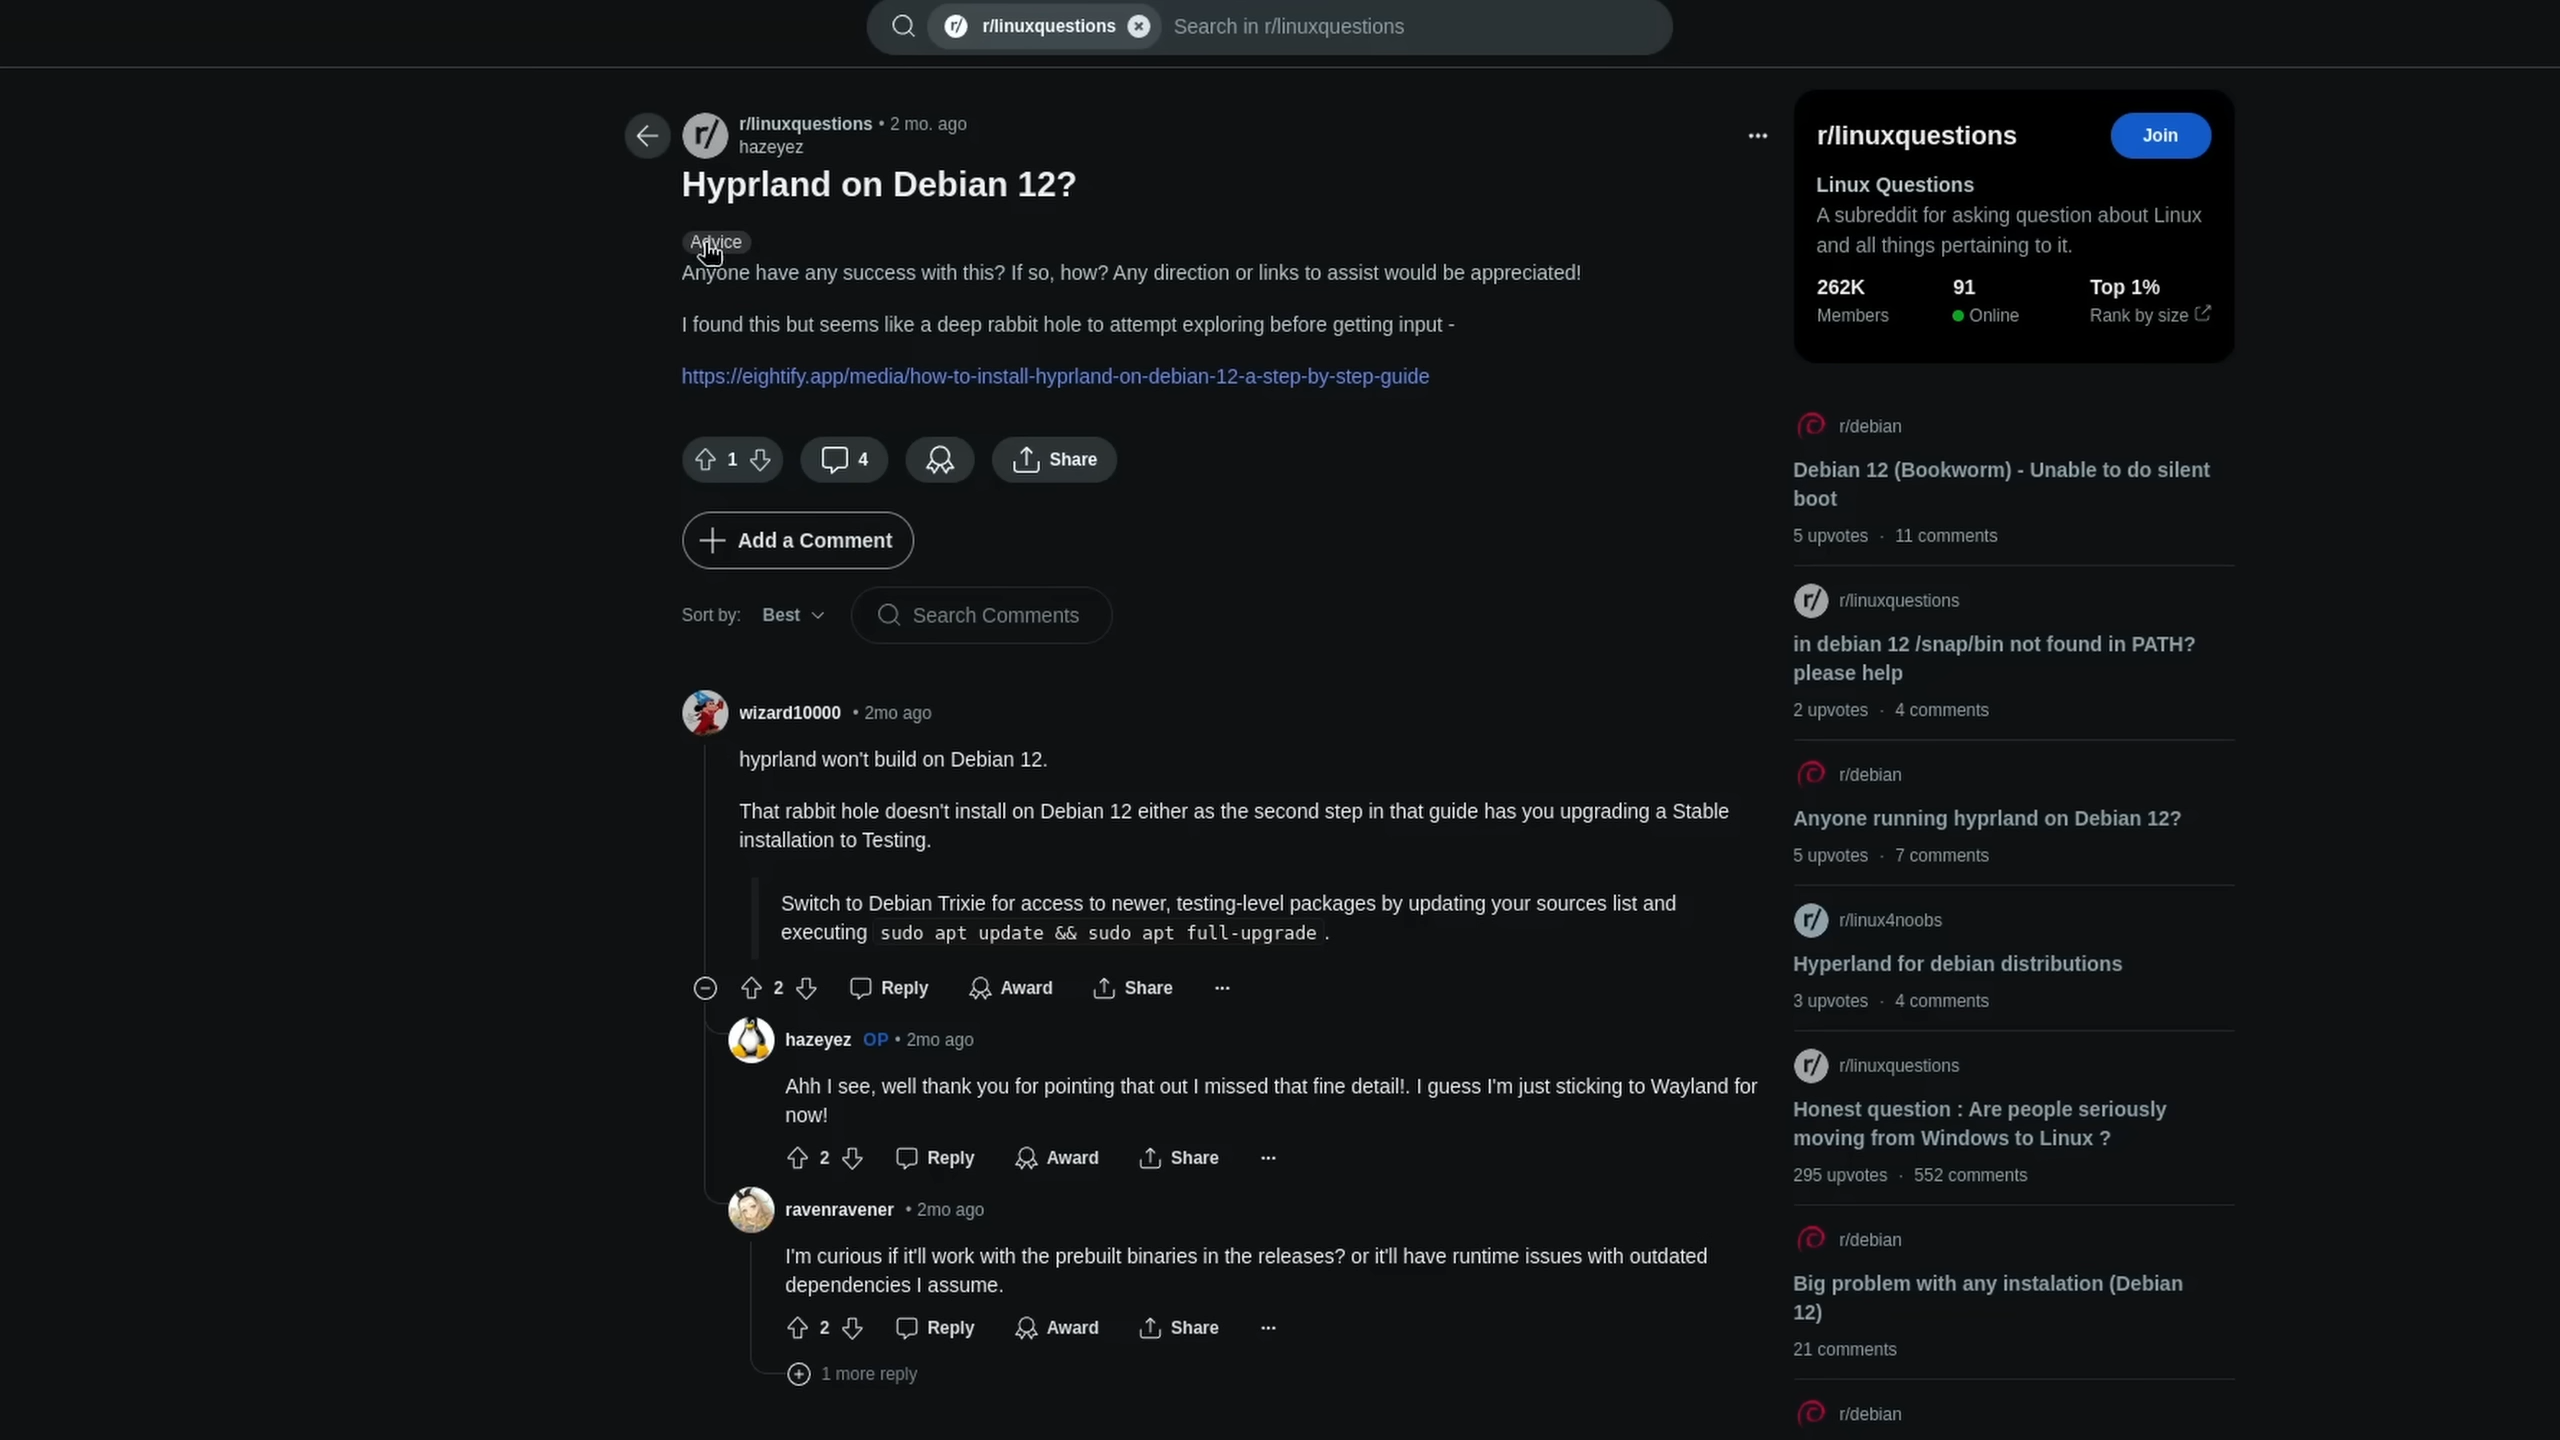 r/linuxquestions
Search in r/linuxquestions
r/linuxquestions • 2 mo. ago
hazeyez
Hyprland on Debian 12?
Advice
Anyone have any success with this? If so, how? Any direction or links to assist would be appreciated!
I found this but seems like a deep rabbit hole to attempt exploring before getting input -
https://eightify.app/media/how-to-install-hyprland-on-debian-12-a-step-by-step-guide
1
4
Share
Add a Comment
Sort by: Best
Search Comments
wizard10000 • 2mo ago
hyprland won't build on Debian 12.
That rabbit hole doesn't install on Debian 12 either as the second step in that guide has you upgrading a Stable
installation to Testing.
Switch to Debian Trixie for access to newer, testing-level packages by updating your sources list and
executing sudo apt update && sudo apt full-upgrade.
2 Reply Award Share
hazeyez OP • 2mo ago
Ahh I see, well thank you for pointing that out I missed that fine detail!. I guess I'm just sticking to Wayland for
now!
2 Reply Award Share
ravenravener • 2mo ago
I'm curious if it'll work with the prebuilt binaries in the releases? or it'll have runtime issues with outdated
dependencies I assume.
2 Reply Award Share
1 more reply
r/linuxquestions
Join
Linux Questions
A subreddit for asking question about Linux
and all things pertaining to it.
262K 91 Top 1%
Members Online Rank by size
r/debian
Debian 12 (Bookworm) - Unable to do silent
boot
5 upvotes · 11 comments
r/linuxquestions
in debian 12 /snap/bin not found in PATH?
please help
2 upvotes · 4 comments
r/debian
Anyone running hyprland on Debian 12?
5 upvotes · 7 comments
r/linux4noobs
Hyperland for debian distributions
3 upvotes · 4 comments
r/linuxquestions
Honest question : Are people seriously
moving from Windows to Linux ?
295 upvotes · 552 comments
r/debian
Big problem with any instalation (Debian
12)
21 comments
r/debian